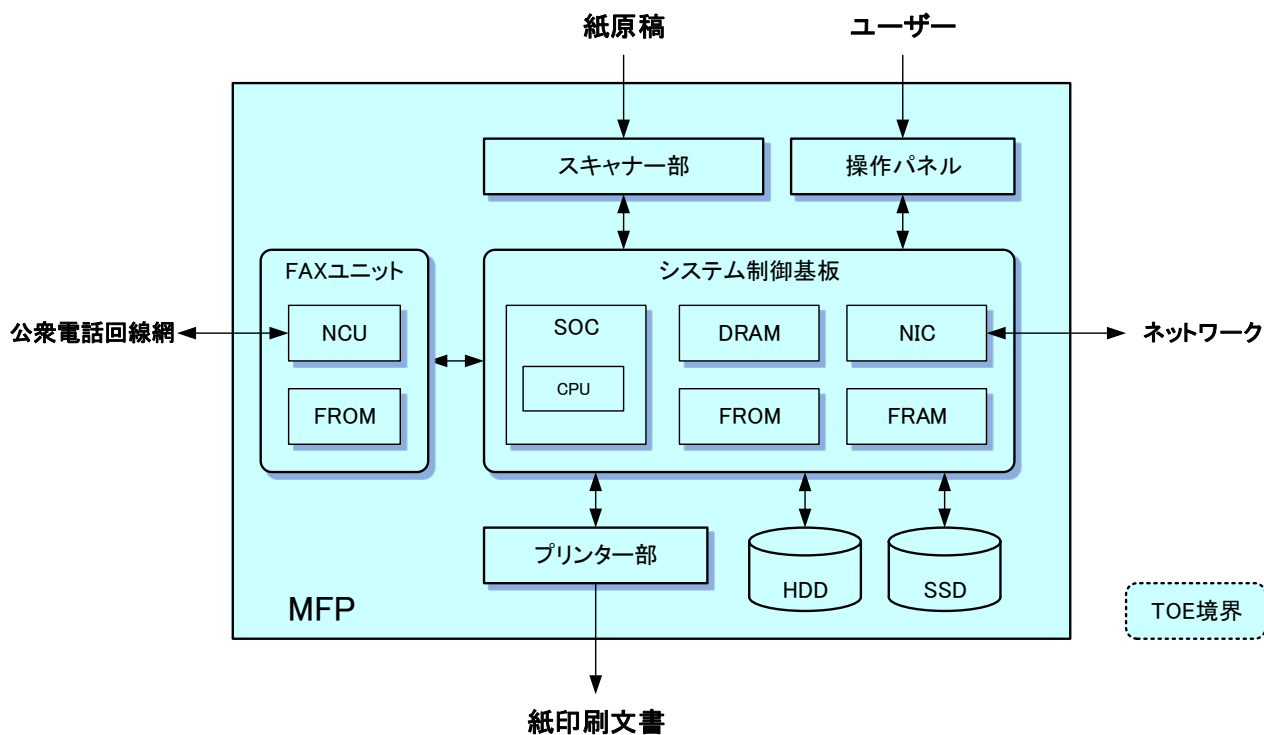 紙原稿
ユーザー
スキャナー部
操作パネル
FAXユニット
システム制御基板
公衆電話回線網
NCU
SOC
DRAM
NIC
ネットワーク
CPU
FROM
FROM
FRAM
プリンター部
HDD
SSD
MFP
TOE境界
紙印刷文書